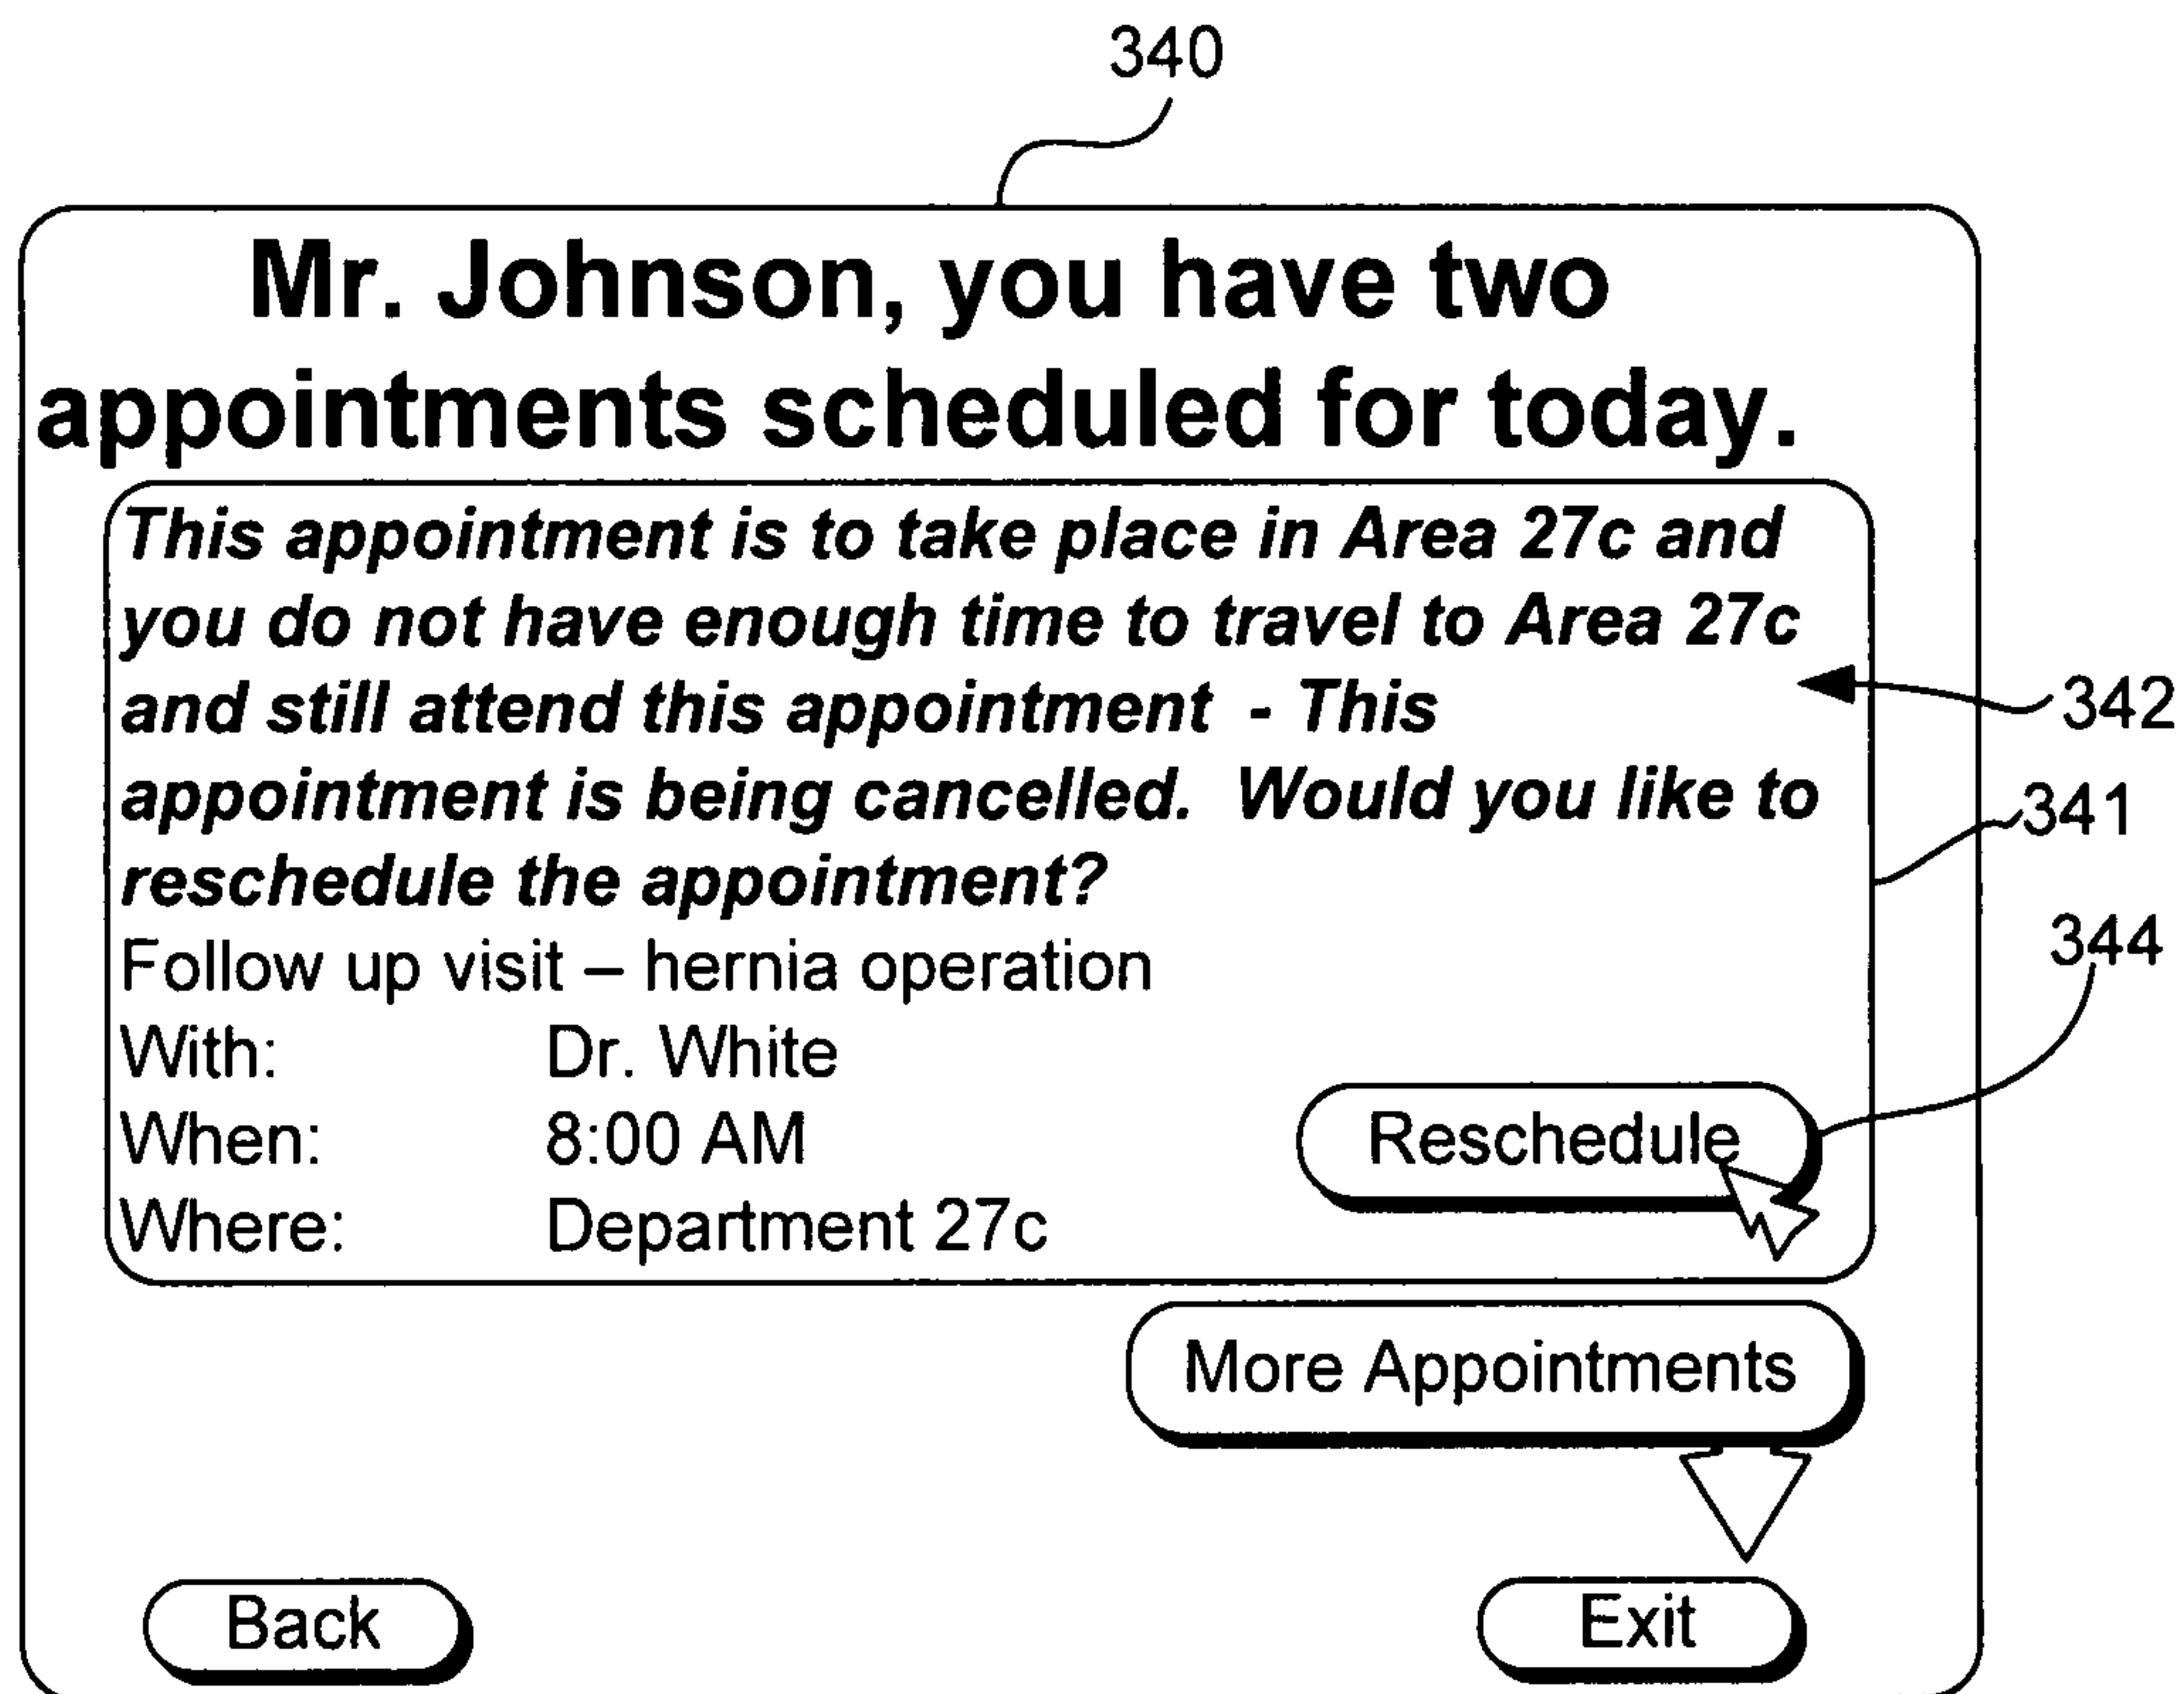 340
Mr. Johnson, you have two
appointments scheduled for today.
This appointment is to take place in Area 27c and
you do not have enough time to travel to Area 27c
and still attend this appointment - This
342
appointment is being cancelled. Would you like to
341
reschedule the appointment?
344
Follow up visit – hernia operation
With: Dr. White
When: 8:00 AM
Reschedule
Where: Department 27c
More Appointments
Back
Exit